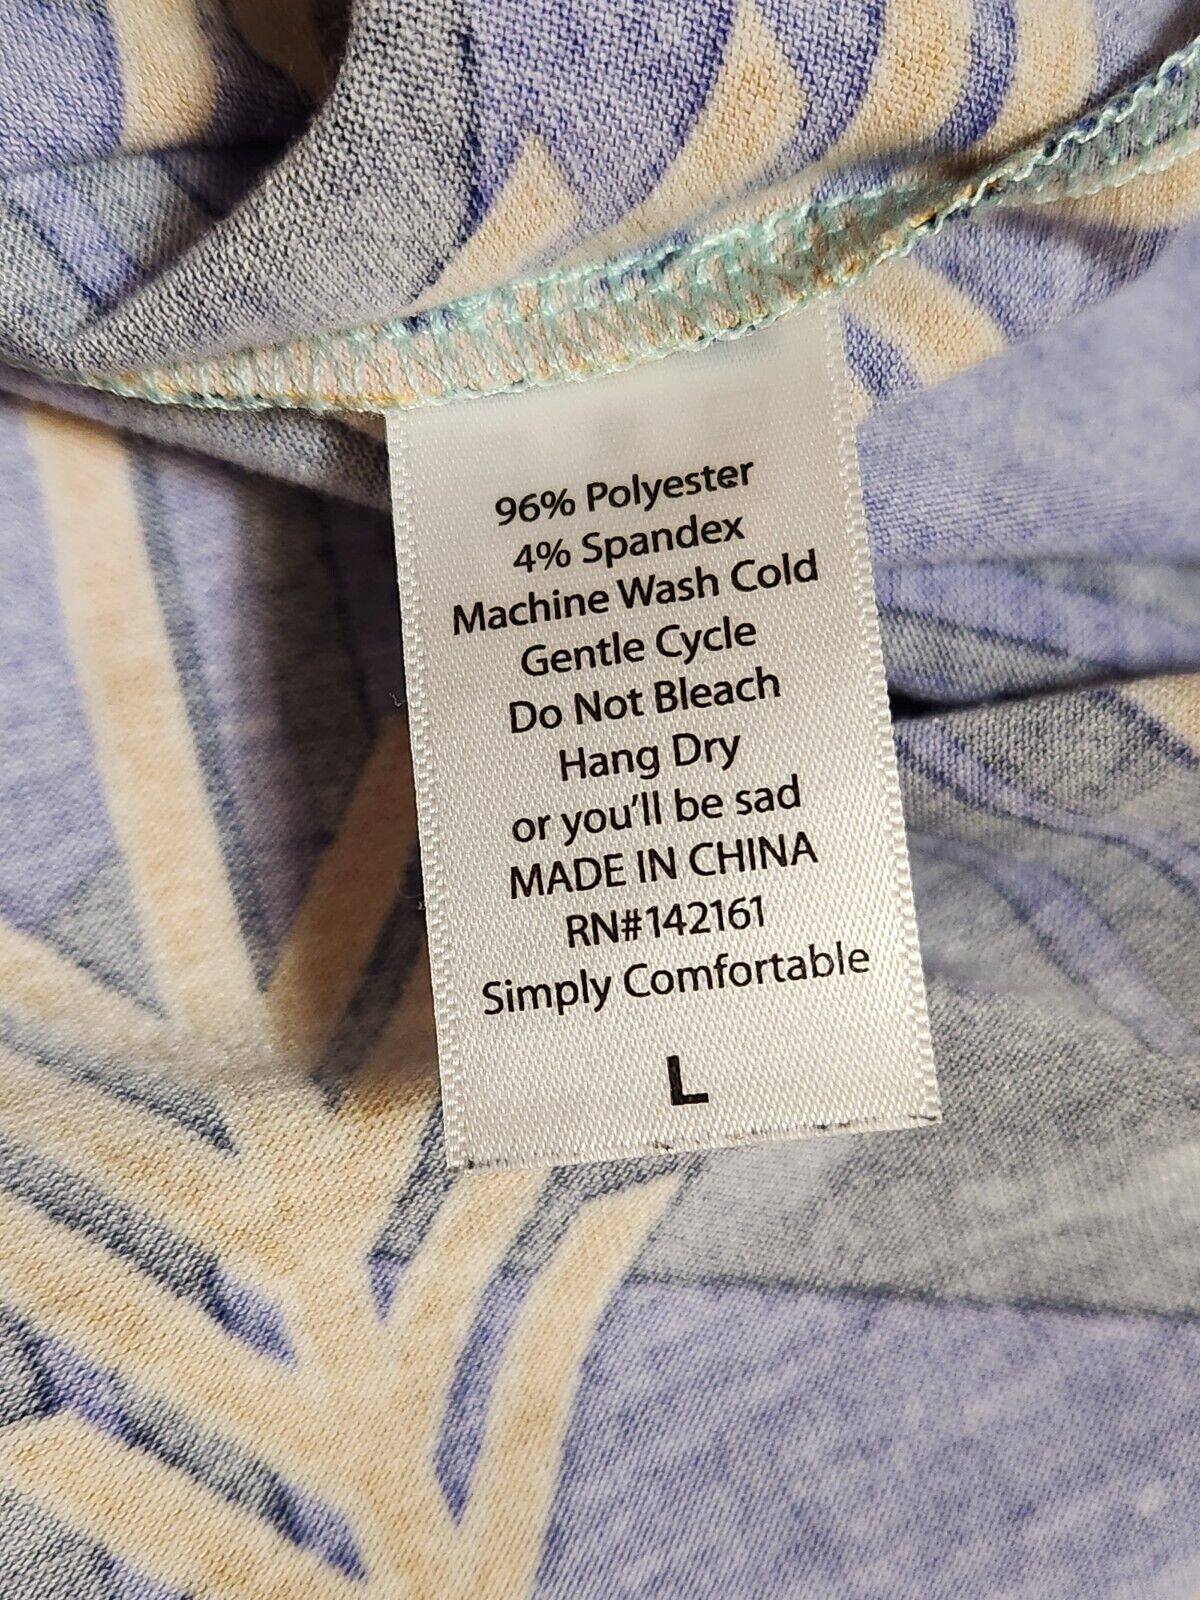 96% Polyester
4% Spandex
Machine Wash Cold
Gentle Cycle
Do Not Bleach
Hang Dry
or you'll be sad
MADE IN CHINA
RN#142161
Simply Comfortable
L